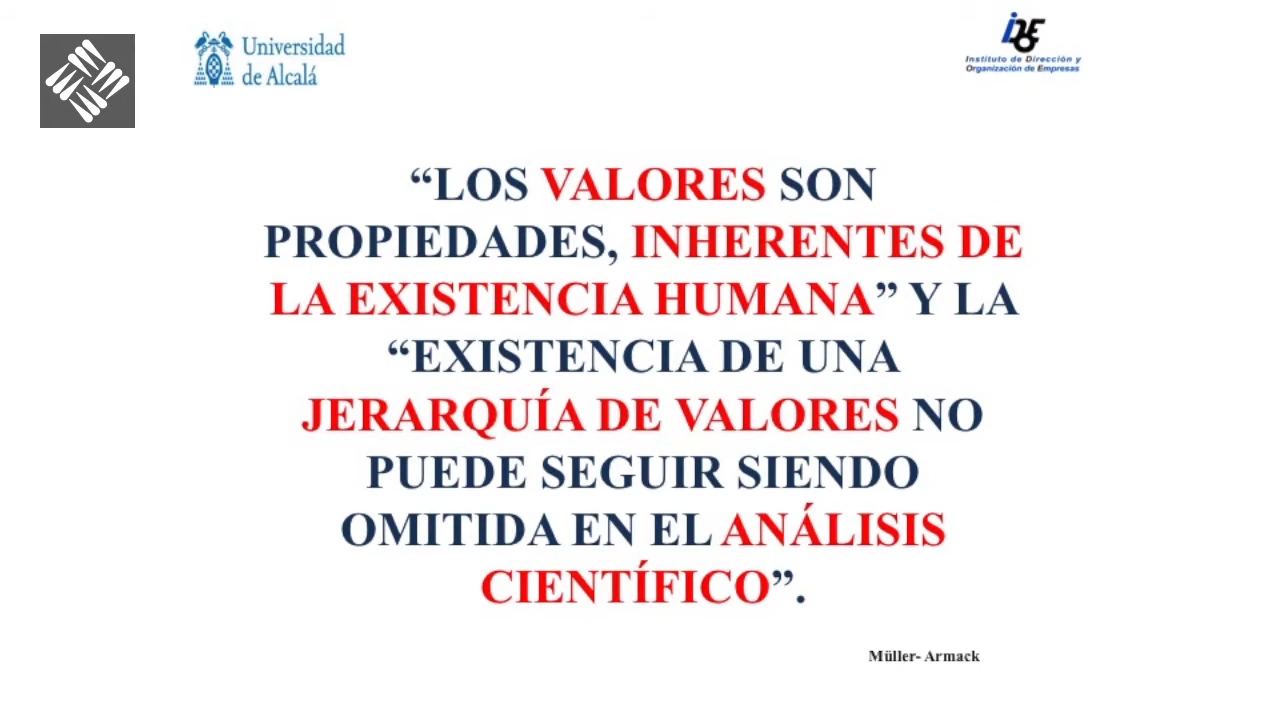 Universidad
de Alcalá
IDOE
Instituto de Dirección y
Organización de Empresas
“LOS VALORES SON
PROPIEDADES, INHERENTES DE
LA EXISTENCIA HUMANA” Y LA
“EXISTENCIA DE UNA
JERARQUÍA DE VALORES NO
PUEDE SEGUIR SIENDO
OMITIDA EN EL ANÁLISIS
CIENTÍFICO”.
Müller- Armack